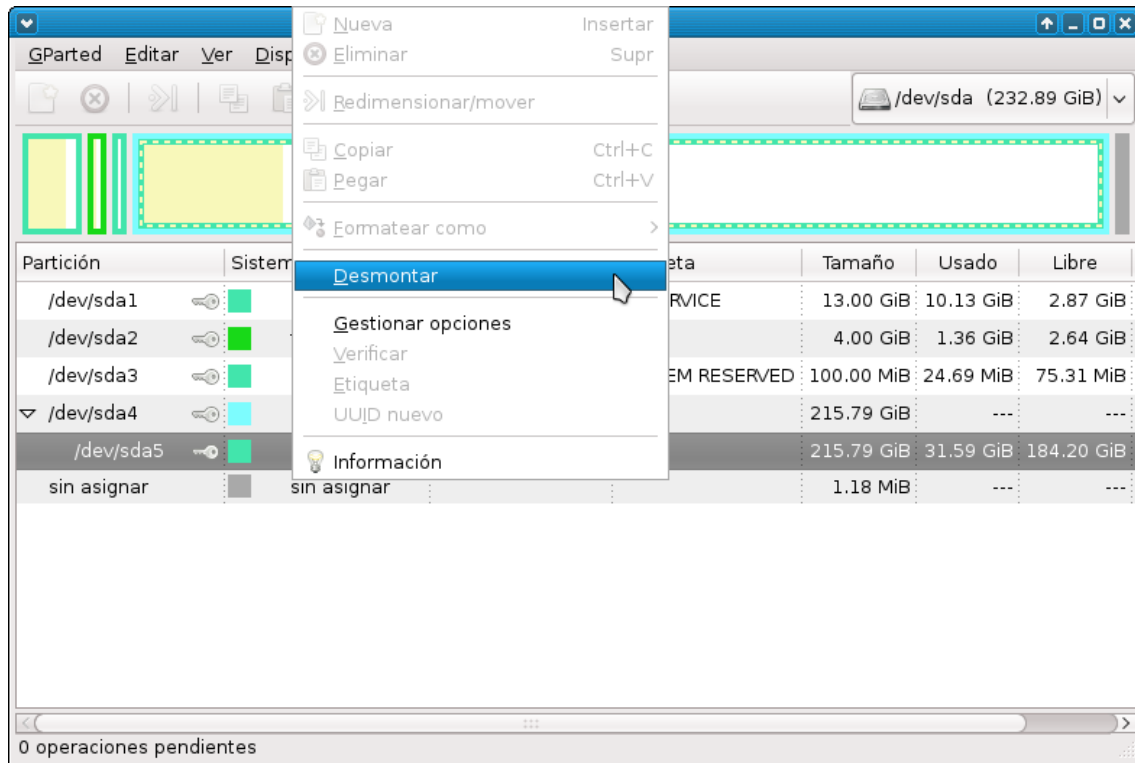 Nueva Insertar
GParted Editar Ver Disp Eliminar Supr
Redimensionar/mover
/dev/sda (232.89 GiB)
Copiar Ctrl+C
Pegar Ctrl+V
Formatear como
Partición Sistem eta Tamaño Usado Libre
Desmontar
/dev/sda1 RVICE 13.00 GiB 10.13 GiB 2.87 GiB
Gestionar opciones
/dev/sda2 4.00 GiB 1.36 GiB 2.64 GiB
Verificar
/dev/sda3 EM RESERVED 100.00 MiB 24.69 MiB 75.31 MiB
Etiqueta
/dev/sda4 215.79 GiB --- ---
UUID nuevo
/dev/sda5 215.79 GiB 31.59 GiB 184.20 GiB
Información
sin asignar sin asignar 1.18 MiB --- ---
0 operaciones pendientes